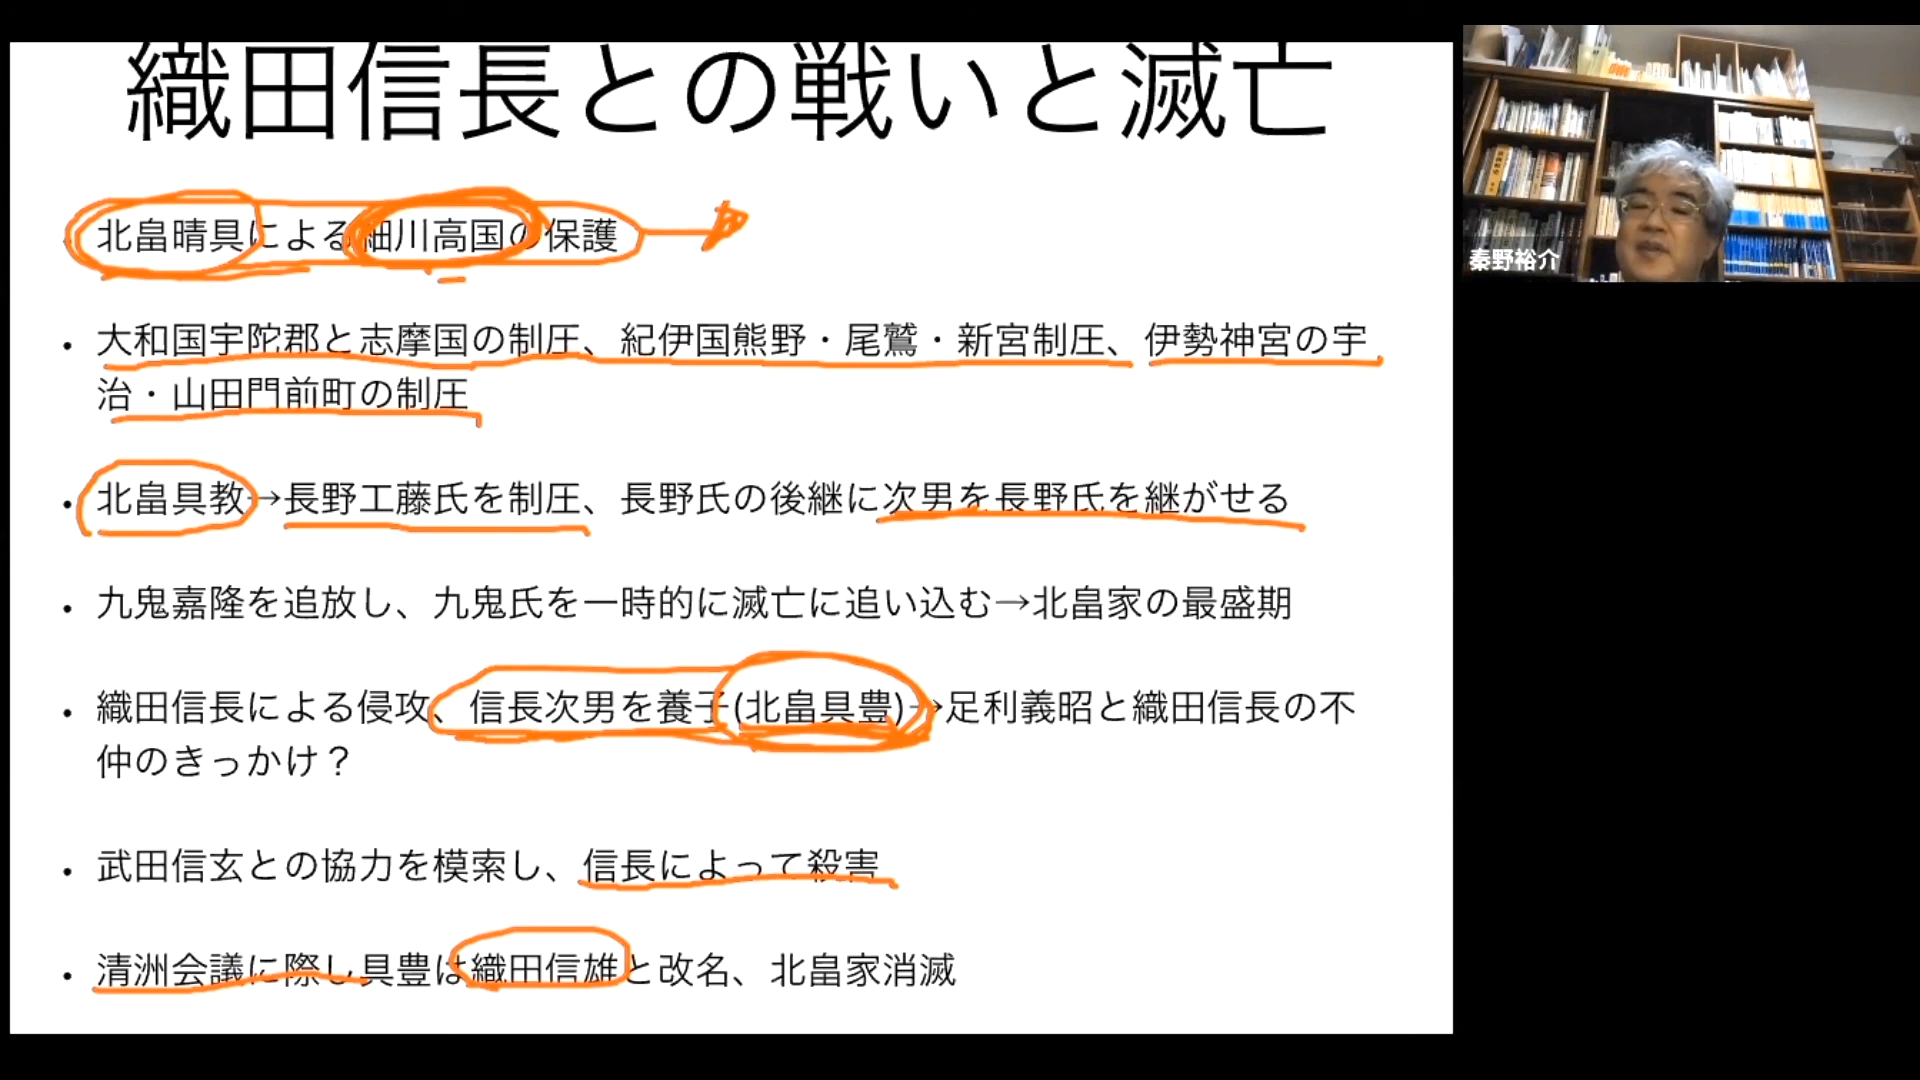 織田信長との戦いと滅亡
・北畠晴具による細川高国の保護
・大和国宇陀郡と志摩国の制圧、紀伊国熊野・尾鷲・新宮制圧、伊勢神宮の宇
治・山田門前町の制圧
・北畠具教→長野工藤氏を制圧、長野氏の後継に次男を長野氏を継がせる
・九鬼嘉隆を追放し、九鬼氏を一時的に滅亡に追い込む→北畠家の最盛期
・織田信長による侵攻、信長次男を養子(北畠具豊)→足利義昭と織田信長の不
仲のきっかけ？
・武田信玄との協力を模索し、信長によって殺害
・清洲会議に際し具豊は織田信雄と改名、北畠家消滅
秦野裕介